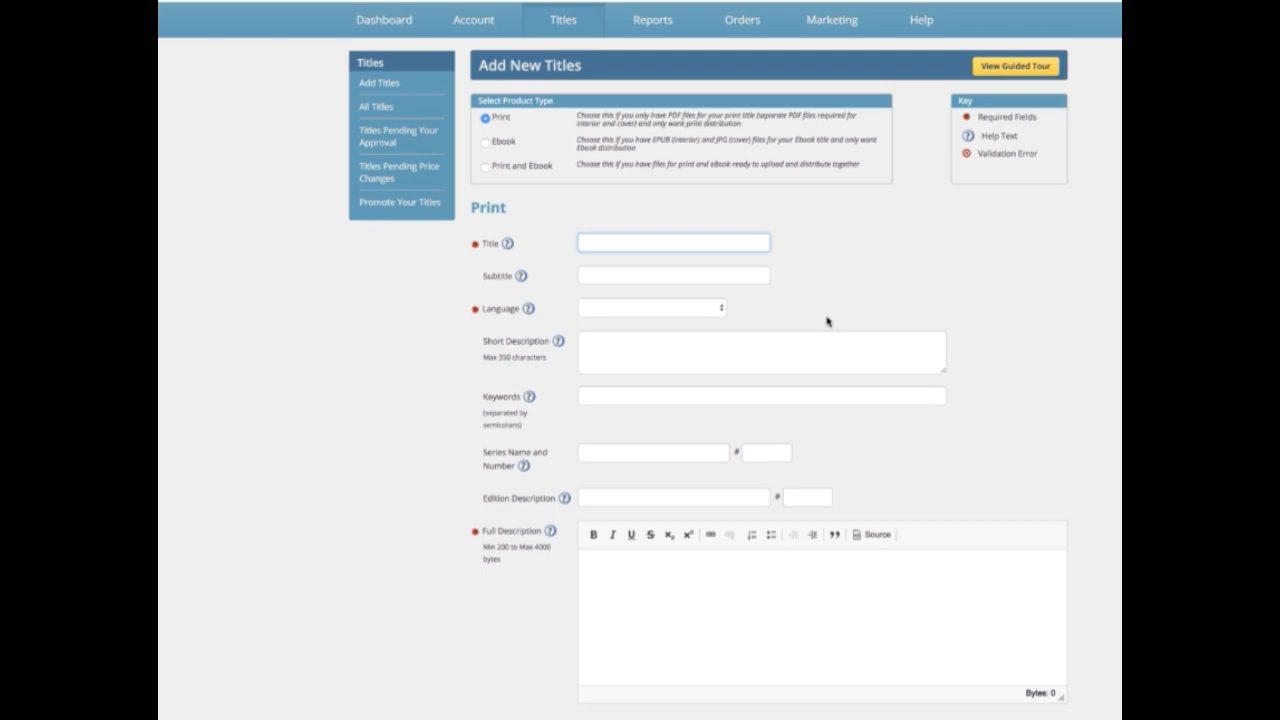 Dashboard Account Titles Reports Orders Marketing Help
Titles
Add Titles
All Titles
Titles Pending Your
Approval
Titles Pending Price
Changes
Promote Your Titles
Add New Titles
View Guided Tour
Select Product Type
Print
Choose this if you only have PDF files for your print title (separate PDF files required for
interior and cover) and only want print distribution
Ebook
Choose this if you have EPUB (interior) and JPG (cover) files for your Ebook title and only want
Ebook distribution
Print and Ebook
Choose this if you have files for print and eBook ready to upload and distribute together
Key
Required Fields
? Help Text
Validation Error
Print
Title ?
Subtitle ?
Language ?
Short Description ?
Max 350 characters
Keywords ?
(separated by
semicolons)
Series Name and
Number ?
#
Edition Description ? #
Full Description ?
Min 200 to Max 4000
bytes
B I U S x₂ x² Source
Bytes: 0